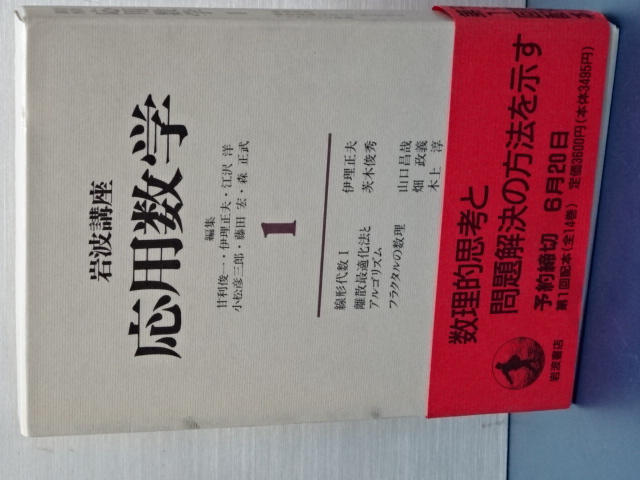 岩波講座
応用数学
編集
甘利俊一・伊理正夫・江沢 洋
小松彦三郎・藤田 宏・森 正武
1
線形代数 I 伊理正夫
離散最適化法と
アルゴリズム 茨木俊秀
フラクタルの数理 山口昌哉
畑 政義
木上 淳
数理的思考と
問題解決の方法を示す
予約締切 6月20日
第1回配本(全14巻) 定価3600円(本体3495円)
岩波書店